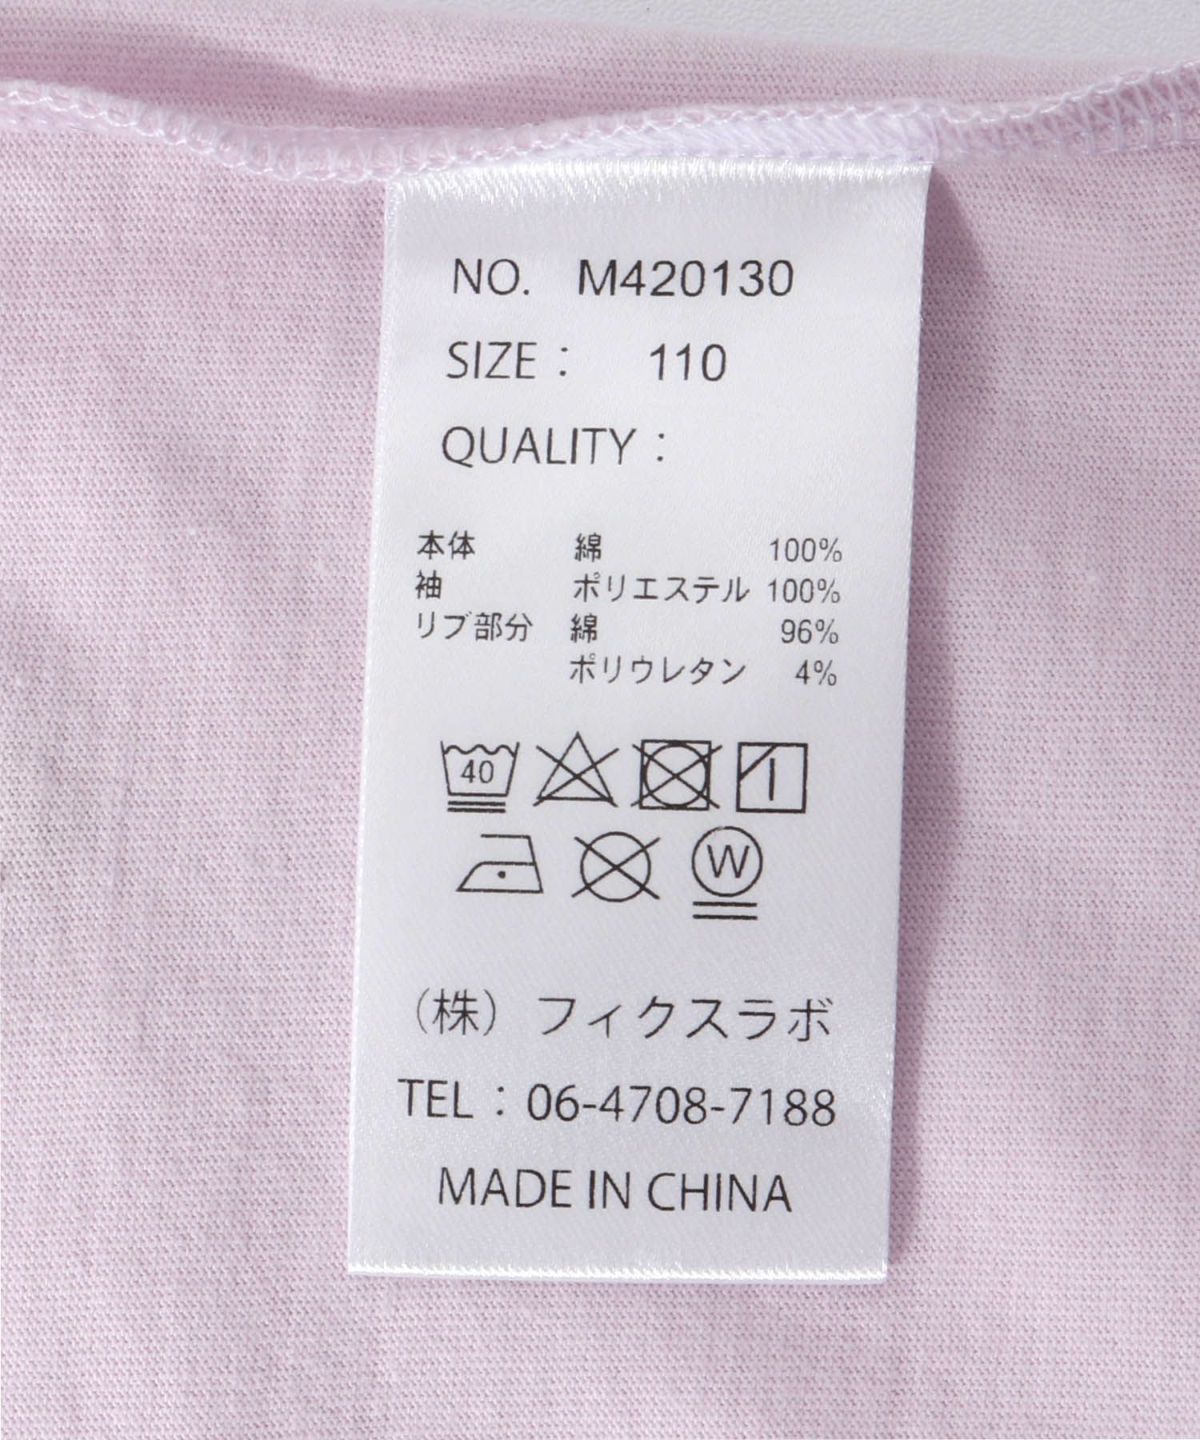 NO. M420130
SIZE : 110
QUALITY :
本体 綿 100%
袖 ポリエステル 100%
リブ部分 綿 96%
ポリウレタン 4%
40
W
(株) フィクスラボ
TEL : 06-4708-7188
MADE IN CHINA